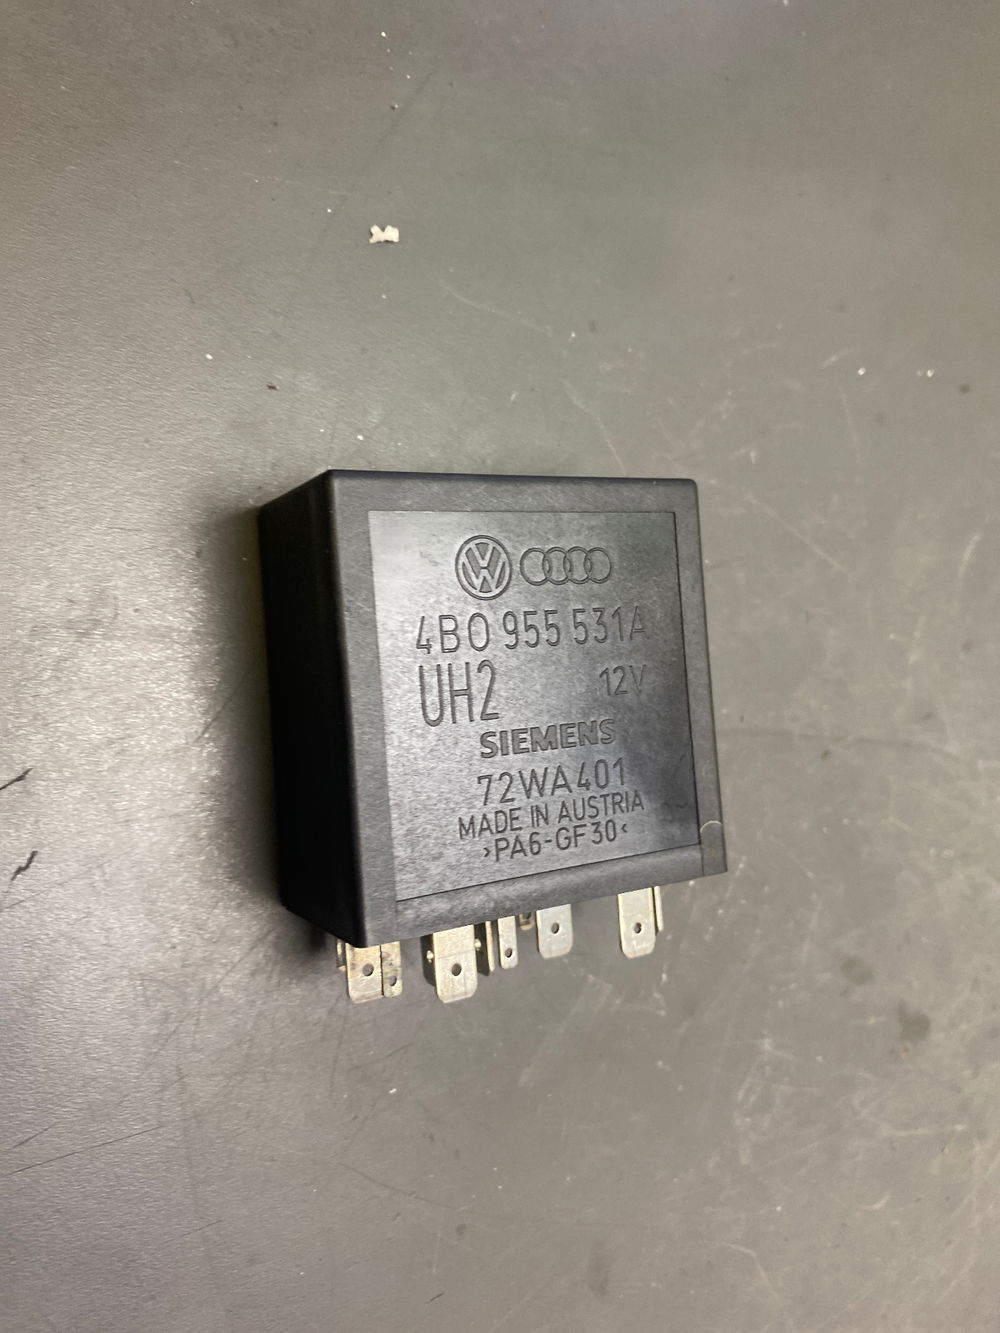 4B0 955 531A
UH2 12V
SIEMENS
72WA401
MADE IN AUSTRIA
>PA6-GF30<